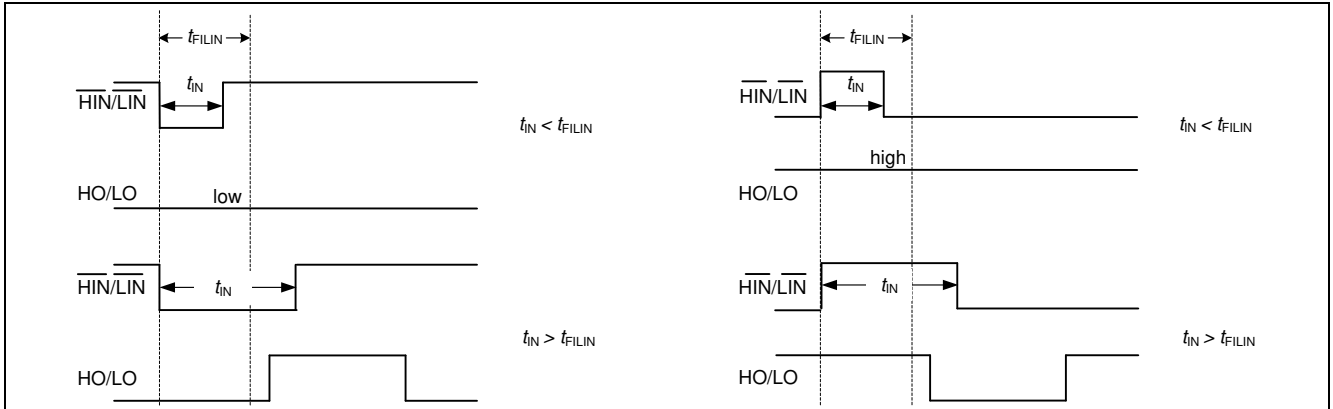 tFILIN
HIN/LIN
tIN
tIN < tFILIN
HO/LO
low
HIN/LIN
tIN
tIN > tFILIN
HO/LO
tFILIN
HIN/LIN
tIN
tIN < tFILIN
high
HO/LO
HIN/LIN
tIN
tIN > tFILIN
HO/LO